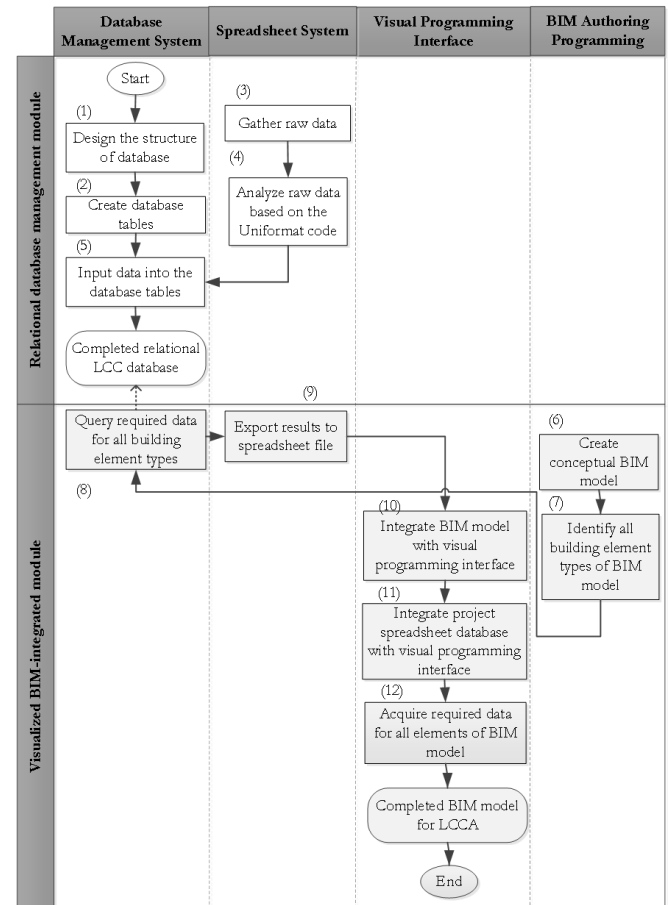 Database
Management System
Spreadsheet System
Visual Programming
Interface
BIM Authoring
Programming
Relational database management module
Start
(1)
Design the structure
of database
(2)
Create database
tables
(3)
Gather raw data
(4)
Analyze raw data
based on the
Uniformat code
(5)
Input data into the
database tables
Completed relational
LCC database
Visualized BIM-integrated module
(6)
Create
conceptual BIM
model
(7)
Identify all
building element
types of BIM
model
(8)
Query required data
for all building
element types
(9)
Export results to
spreadsheet file
(10)
Integrate BIM model
with visual
programming interface
(11)
Integrate project
spreadsheet database
with visual programming
interface
(12)
Acquire required data
for all elements of BIM
model
Completed BIM model
for LCCA
End